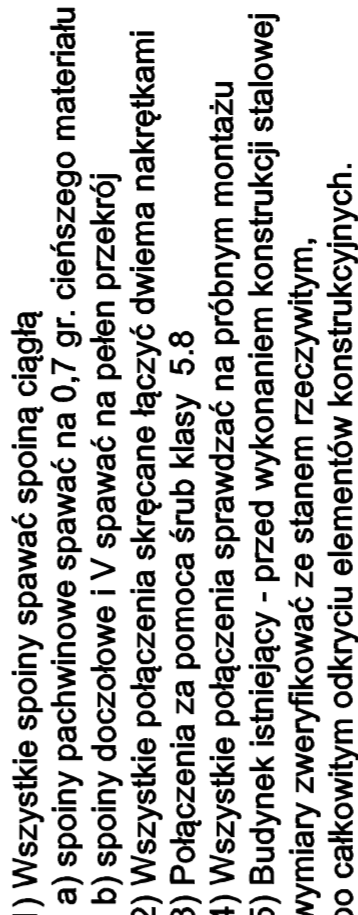 1) Wszystkie spoiny spawać spoiną ciągłą
a) spoiny pachwinowe spawać na 0,7 gr. cieńszego materiału
b) spoiny doczołowe i V spawać na pełen przekrój
2) Wszystkie połączenia skręcane łączyć dwiema nakrętkami
3) Połączenia za pomoca śrub klasy 5.8
4) Wszystkie połączenia sprawdzać na próbnym montażu
5) Budynek istniejący - przed wykonaniem konstrukcji stalowej
wymiary zweryfikować ze stanem rzeczywitym,
po całkowitym odkryciu elementów konstrukcyjnych.